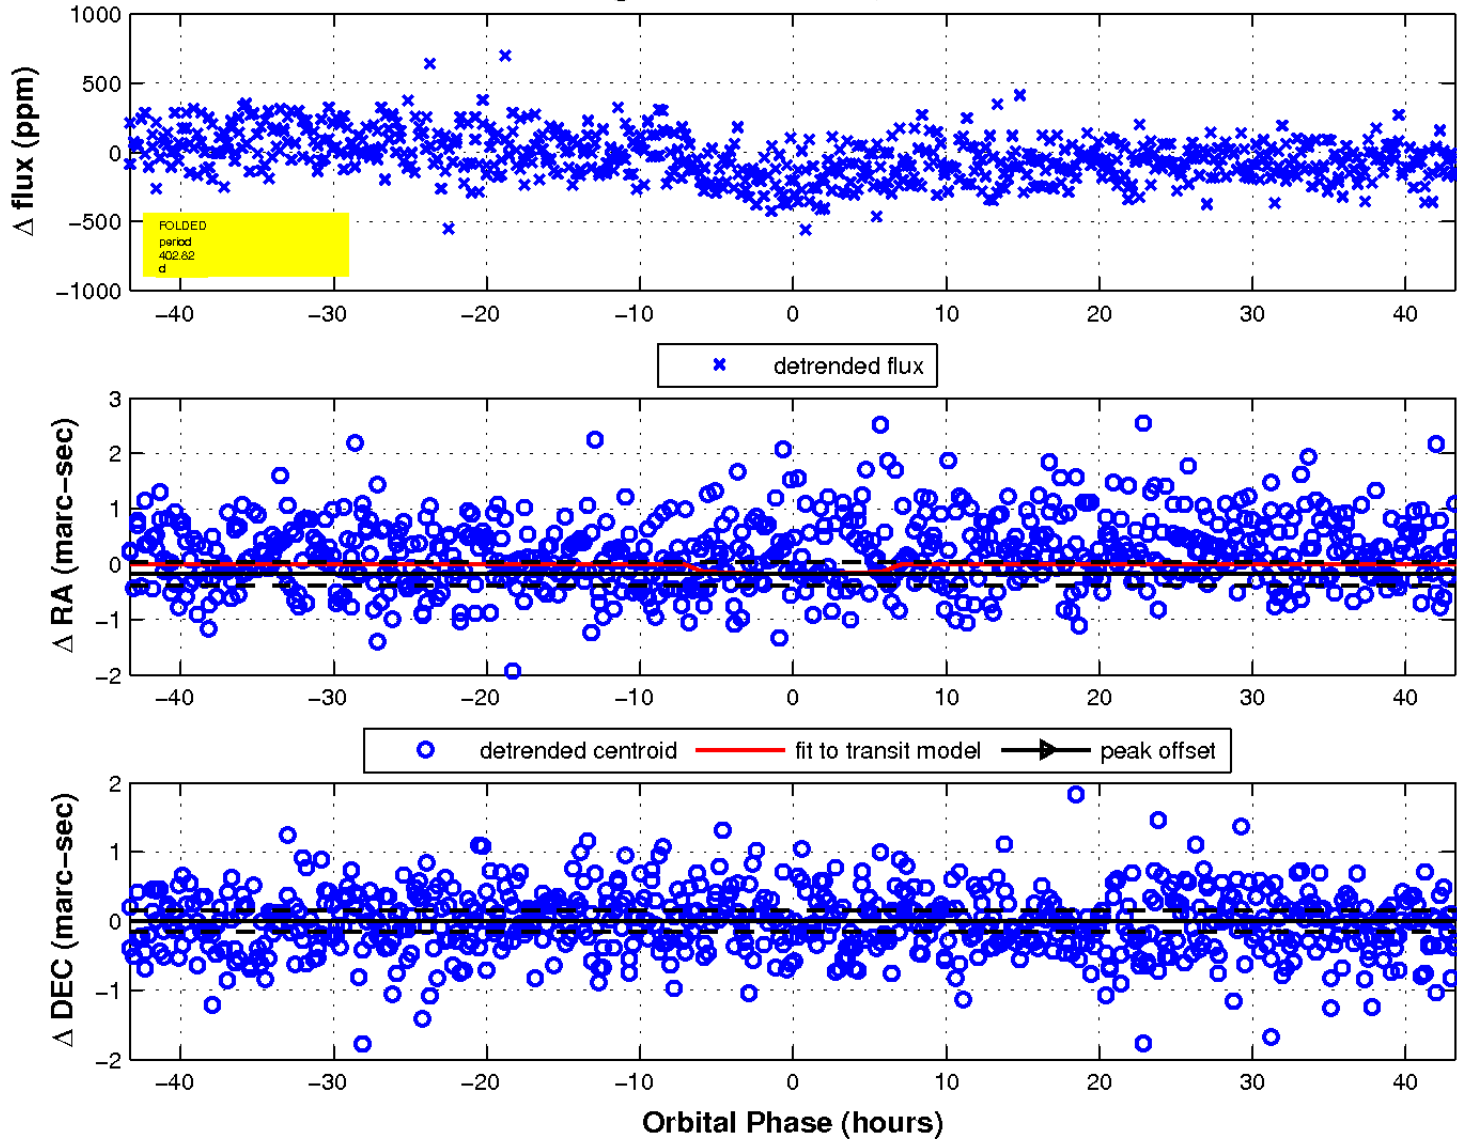 1000
500
0
−500
−1000
Δ flux (ppm)
FOLDED
period
402.82
d
−40 −30 −20 −10 0 10 20 30 40
detrended flux
3
2
1
0
−1
−2
Δ RA (marc−sec)
−40 −30 −20 −10 0 10 20 30 40
detrended centroid fit to transit model peak offset
2
1
0
−1
−2
Δ DEC (marc−sec)
−40 −30 −20 −10 0 10 20 30 40
Orbital Phase (hours)